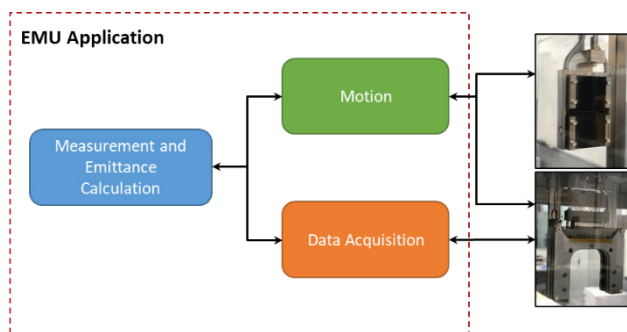 EMU Application
Motion
Measurement and
Emittance
Calculation
Data Acquisition